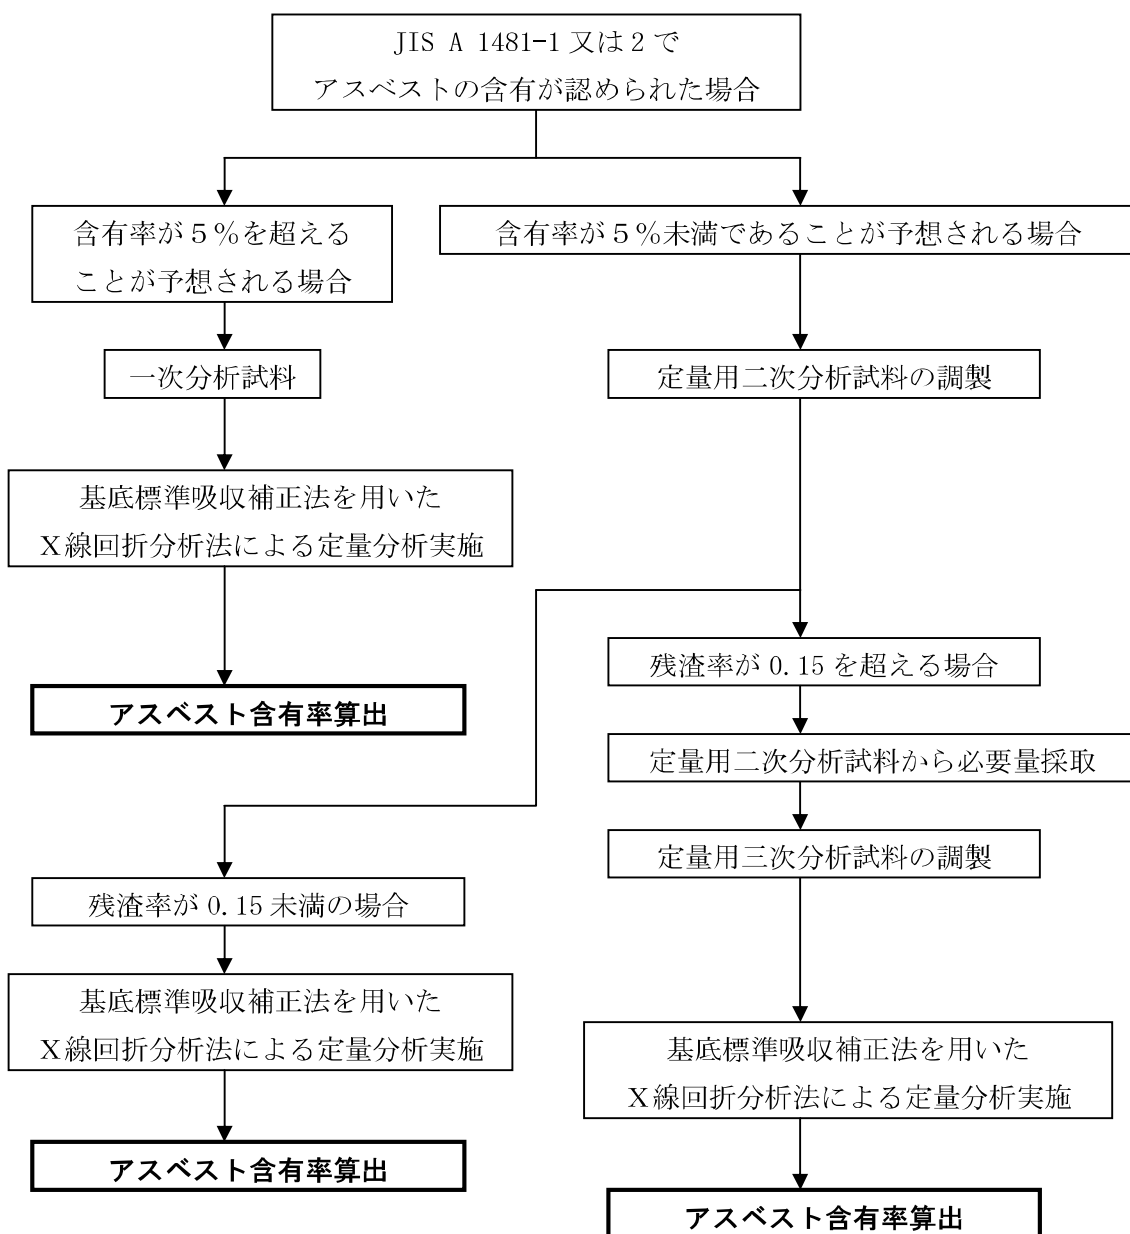 JIS A 1481-1 又は 2 で
アスベストの含有が認められた場合
含有率が５％を超える
ことが予想される場合
含有率が５％未満であることが予想される場合
一次分析試料
定量用二次分析試料の調製
基底標準吸収補正法を用いた
Ｘ線回折分析法による定量分析実施
残渣率が 0.15 を超える場合
アスベスト含有率算出
定量用二次分析試料から必要量採取
定量用三次分析試料の調製
残渣率が 0.15 未満の場合
基底標準吸収補正法を用いた
Ｘ線回折分析法による定量分析実施
基底標準吸収補正法を用いた
Ｘ線回折分析法による定量分析実施
アスベスト含有率算出
アスベスト含有率算出